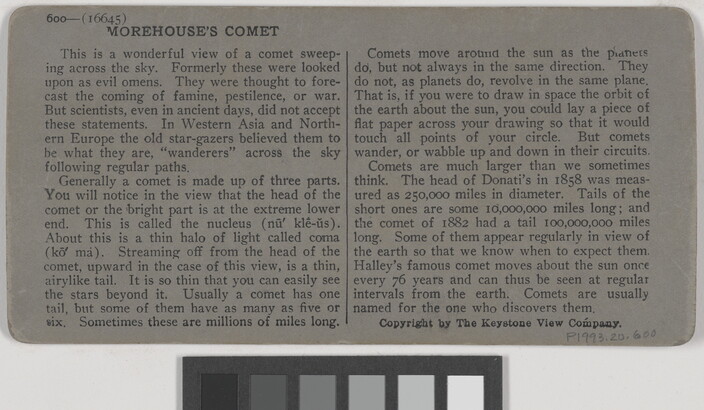 600—(16645)
MOREHOUSE'S COMET
This is a wonderful view of a comet sweep-
ing across the sky. Formerly these were looked
upon as evil omens. They were thought to fore-
cast the coming of famine, pestilence, or war.
But scientists, even in ancient days, did not accept
these statements. In Western Asia and North-
ern Europe the old star-gazers believed them to
be what they are, "wanderers" across the sky
following regular paths.
Generally a comet is made up of three parts.
You will notice in the view that the head of the
comet or the bright part is at the extreme lower
end. This is called the nucleus (nū′ klê-ŭs).
About this is a thin halo of light called coma
(kō′ mȧ). Streaming off from the head of the
comet, upward in the case of this view, is a thin,
airylike tail. It is so thin that you can easily see
the stars beyond it. Usually a comet has one
tail, but some of them have as many as five or
six. Sometimes these are millions of miles long.
Comets move around the sun as the planets
do, but not always in the same direction. They
do not, as planets do, revolve in the same plane.
That is, if you were to draw in space the orbit of
the earth about the sun, you could lay a piece of
flat paper across your drawing so that it would
touch all points of your circle. But comets
wander, or wabble up and down in their circuits.
Comets are much larger than we sometimes
think. The head of Donati's in 1858 was meas-
ured as 250,000 miles in diameter. Tails of the
short ones are some 10,000,000 miles long; and
the comet of 1882 had a tail 100,000,000 miles
long. Some of them appear regularly in view of
the earth so that we know when to expect them.
Halley's famous comet moves about the sun once
every 76 years and can thus be seen at regular
intervals from the earth. Comets are usually
named for the one who discovers them.
Copyright by The Keystone View Company.
P1993.20.600